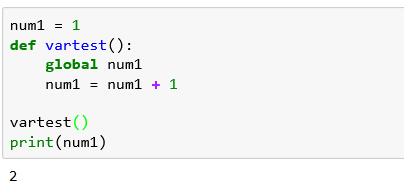 num1 = 1
def vartest():
    global num1
    num1 = num1 + 1

vartest()
print(num1)
2